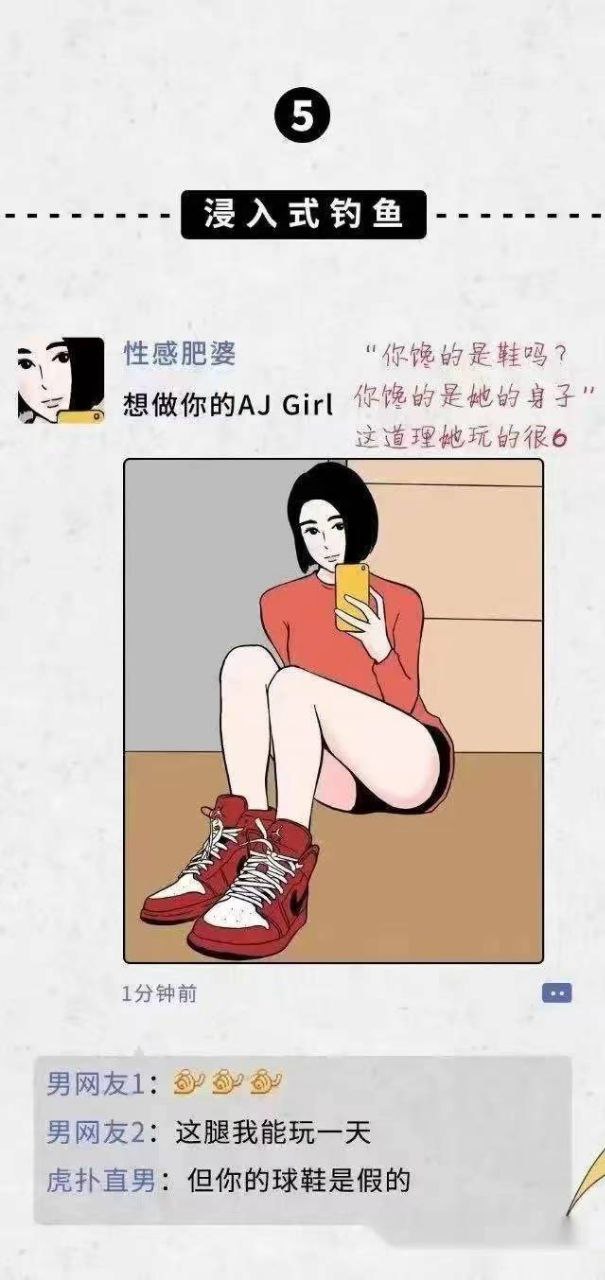 5
浸入式钓鱼
性感肥婆
想做你的AJ Girl
“你馋的是鞋吗？
你馋的是她的身子”
这道理她玩的很6
1分钟前
男网友1：
男网友2：这腿我能玩一天
虎扑直男：但你的球鞋是假的